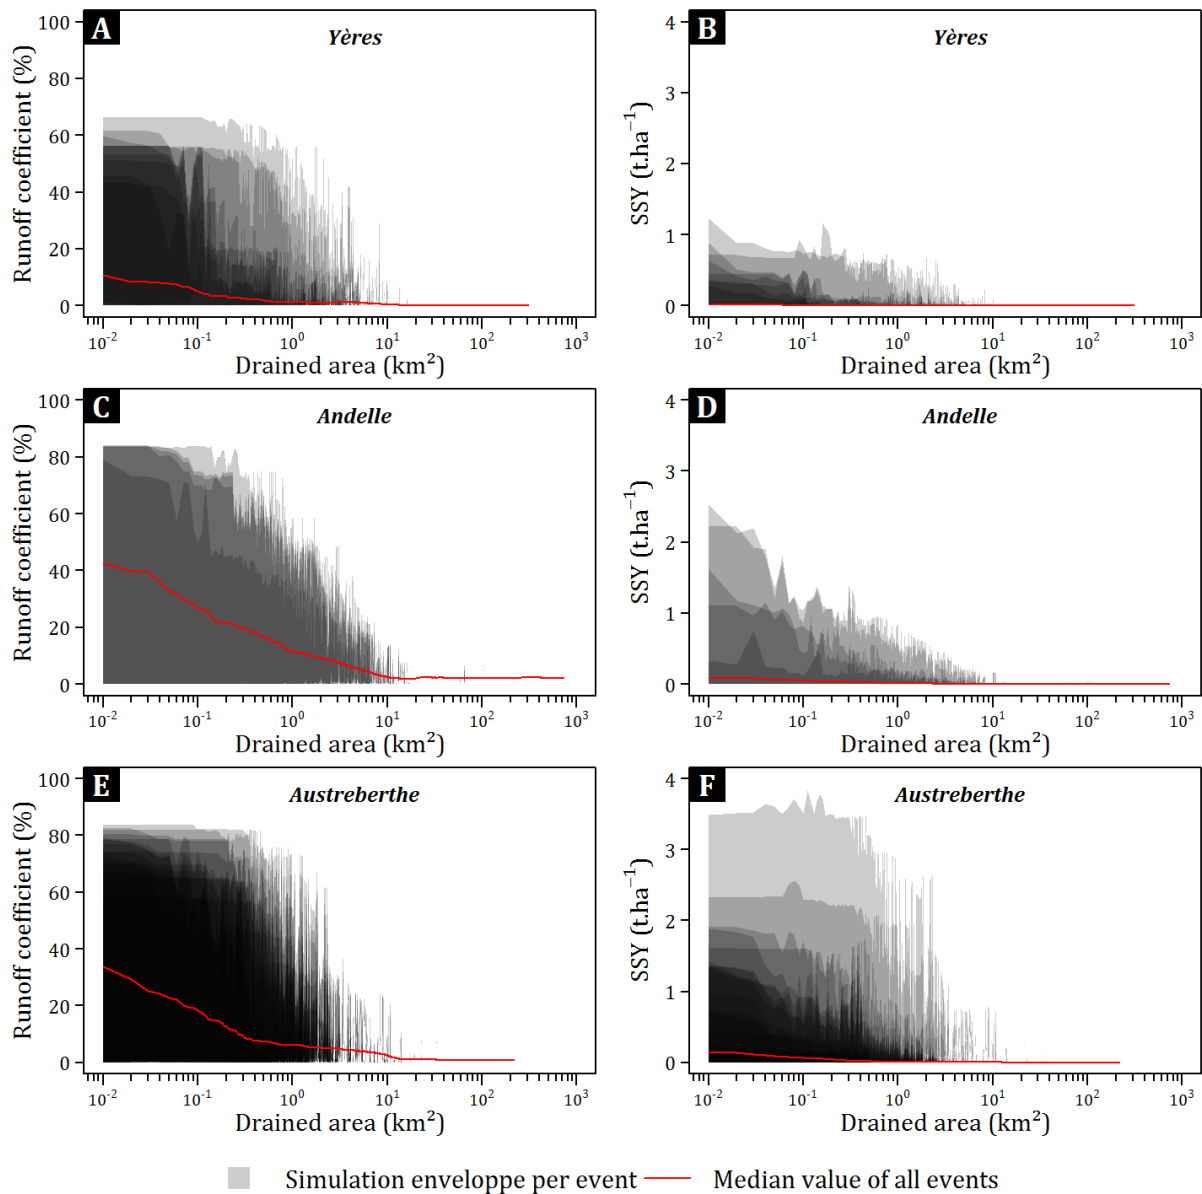 A
Yères
Runoff coefficient (%)
100
80
60
40
20
0
10⁻² 10⁻¹ 10⁰ 10¹ 10² 10³
Drained area (km²)
B
Yères
SSY (t.ha⁻¹)
4
3
2
1
0
10⁻² 10⁻¹ 10⁰ 10¹ 10² 10³
Drained area (km²)
C
Andelle
Runoff coefficient (%)
100
80
60
40
20
0
10⁻² 10⁻¹ 10⁰ 10¹ 10² 10³
Drained area (km²)
D
Andelle
SSY (t.ha⁻¹)
4
3
2
1
0
10⁻² 10⁻¹ 10⁰ 10¹ 10² 10³
Drained area (km²)
E
Austreberthe
Runoff coefficient (%)
100
80
60
40
20
0
10⁻² 10⁻¹ 10⁰ 10¹ 10² 10³
Drained area (km²)
F
Austreberthe
SSY (t.ha⁻¹)
4
3
2
1
0
10⁻² 10⁻¹ 10⁰ 10¹ 10² 10³
Drained area (km²)
Simulation enveloppe per event Median value of all events